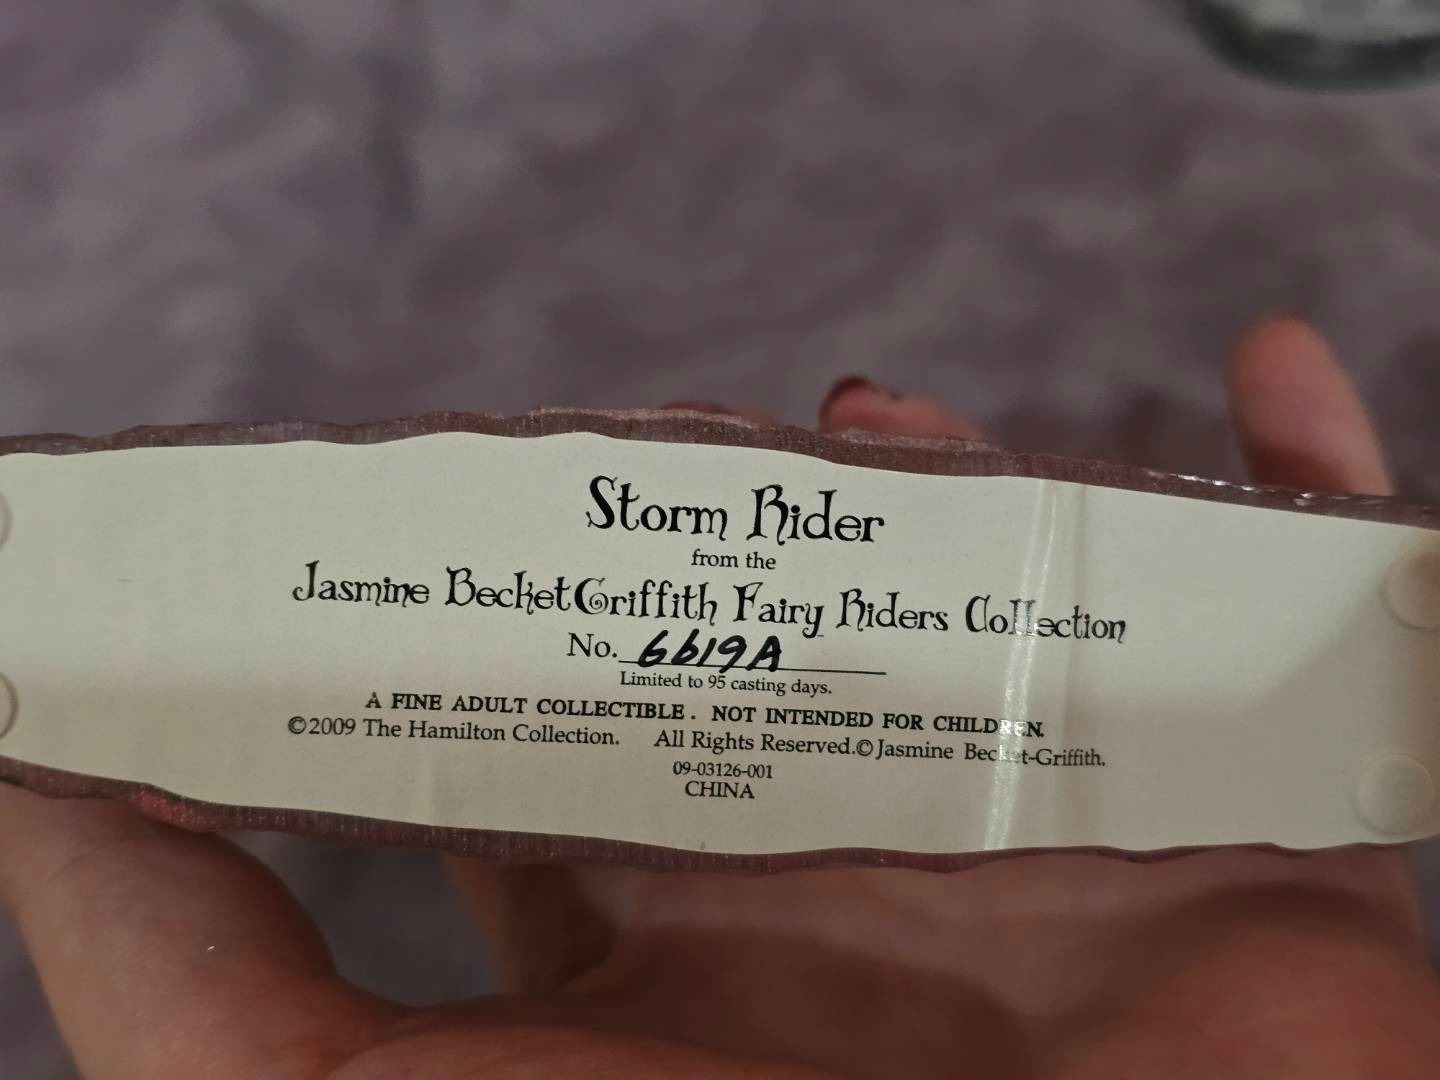 Storm Rider
from the
Jasmine Becket Griffith Fairy Riders Collection
No. 6619A
Limited to 95 casting days.
A FINE ADULT COLLECTIBLE. NOT INTENDED FOR CHILDREN.
©2009 The Hamilton Collection. All Rights Reserved.©Jasmine Becket-Griffith.
09-03126-001
CHINA